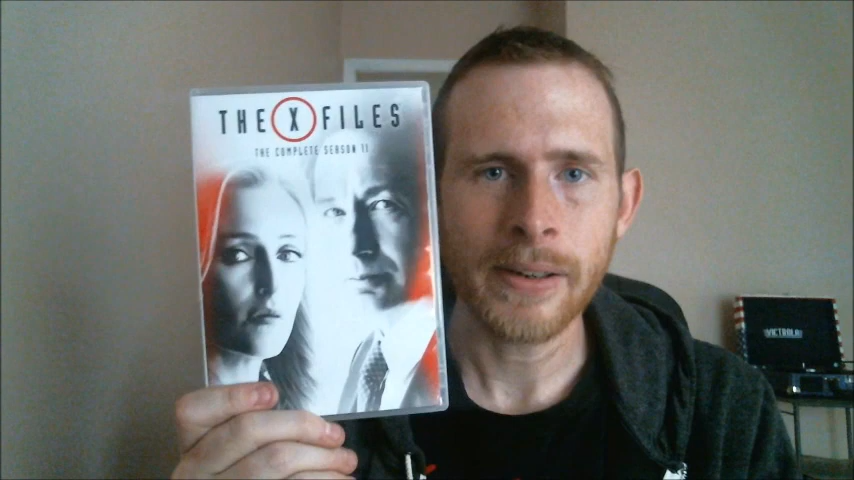 THE X FILES
THE COMPLETE SEASON 11
VICTROLA